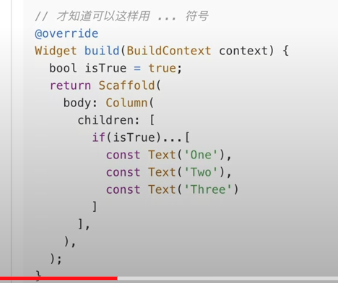 // 才知道可以这样用 ... 符号
@override
Widget build(BuildContext context) {
  bool isTrue = true;
  return Scaffold(
    body: Column(
      children: [
        if(isTrue)...[
          const Text('One'),
          const Text('Two'),
          const Text('Three')
        ]
      ],
    ),
  );
}